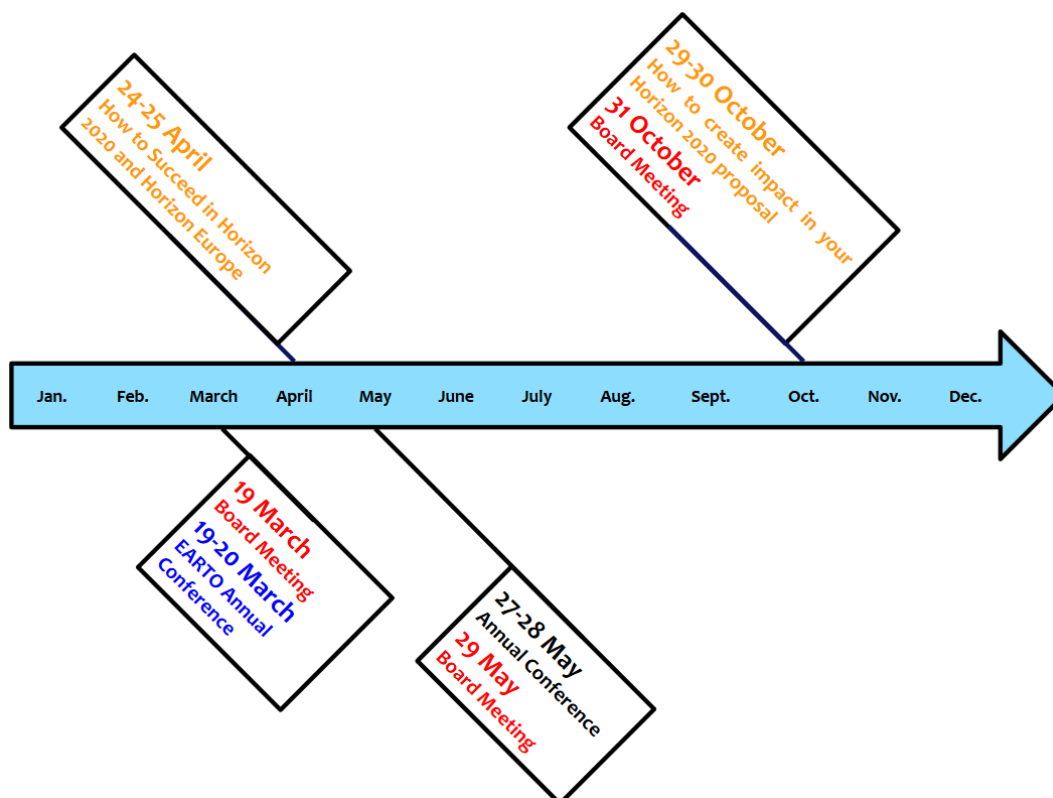 24-25 April
How to Succeed in Horizon
2020 and Horizon Europe
29-30 October
How to create impact in your
Horizon 2020 proposal
31 October
Board Meeting
Jan. Feb. March April May June July Aug. Sept. Oct. Nov. Dec.
19 March
Board Meeting
19-20 March
EARTO Annual
Conference
27-28 May
Annual Conference
29 May
Board Meeting